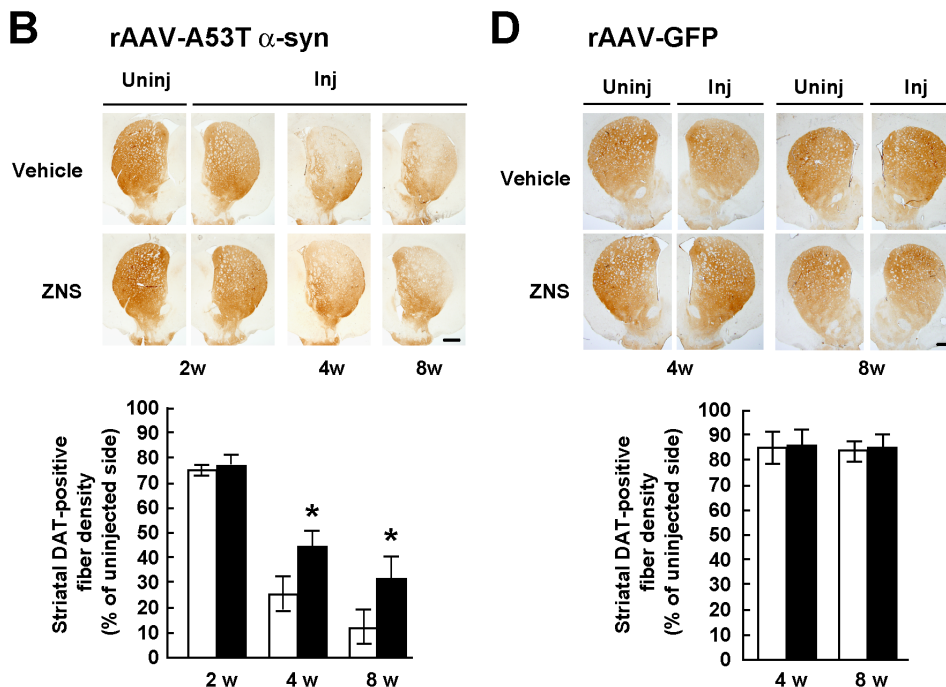 B rAAV-A53T α-syn
Uninj Inj
Vehicle
ZNS
2w 4w 8w
Striatal DAT-positive
fiber density
(% of uninjected side)
100
90
80
70
60
50
40
30
20
10
0
* *
2 w 4 w 8 w
D rAAV-GFP
Uninj Inj Uninj Inj
Vehicle
ZNS
4w 8w
Striatal DAT-positive
fiber density
(% of uninjected side)
100
90
80
70
60
50
40
30
20
10
0
4 w 8 w